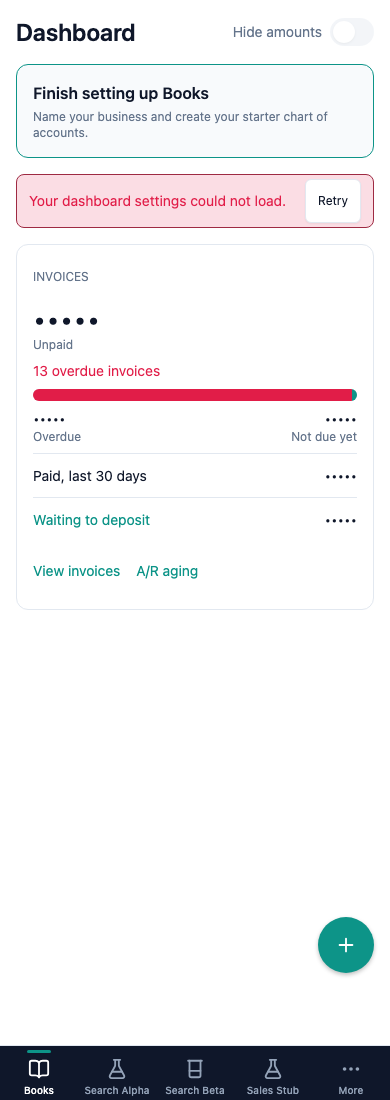 Dashboard
Hide amounts
Finish setting up Books
Name your business and create your starter chart of
accounts.
Your dashboard settings could not load.
Retry
INVOICES
•••••
Unpaid
13 overdue invoices
••••• •••••
Overdue Not due yet
Paid, last 30 days •••••
Waiting to deposit •••••
View invoices A/R aging
+
Books Search Alpha Search Beta Sales Stub More